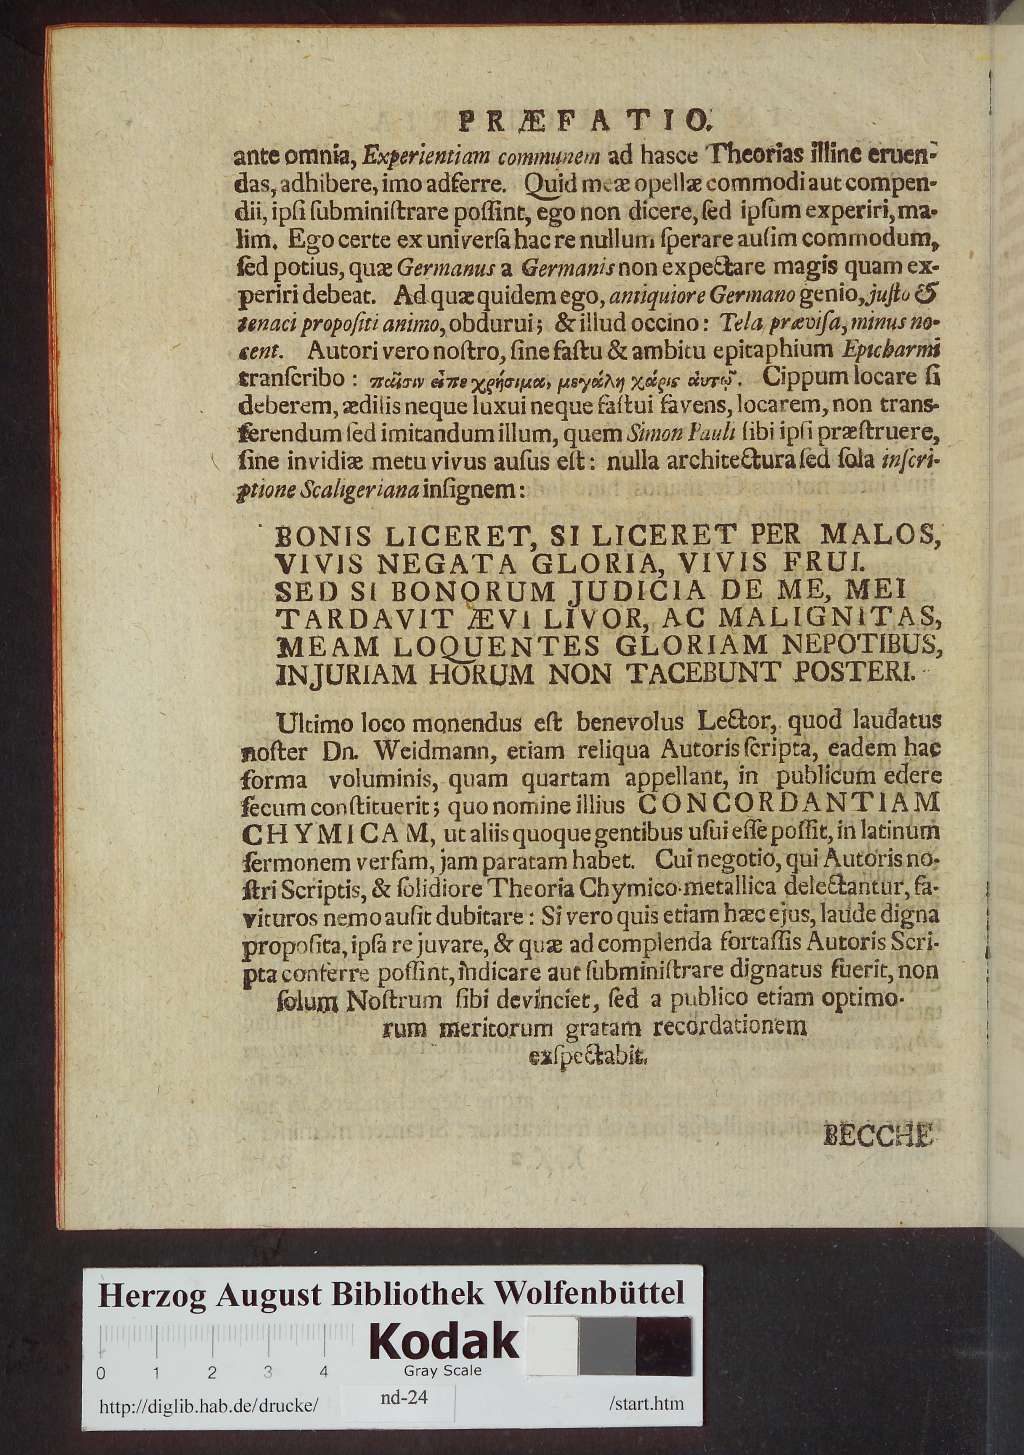 PRÆFATIO.
ante omnia, Experientiam communem ad hasce Theorias illinc eruen-
das, adhibere, imo adferre. Quid meæ opellæ commodi aut compen-
dii, ipſi ſubminiſtrare poſſint, ego non dicere, ſed ipſum experiri, ma-
lim. Ego certe ex univerſa hac re nullum ſperare auſim commodum,
ſed potius, quæ Germanus a Germanis non expectare magis quam ex-
periri debeat. Ad quæ quidem ego, antiquiore Germano genio, juſto &
tenaci propoſiti animo, obdurui; & illud occino: Tela præviſa, minus no-
cent. Autori vero noſtro, ſine faſtu & ambitu epitaphium Epicharmi
tranſcribo: πᾶσιν εἶπε χρήσιμα, μεγάλη χάρις ἀυτῷ. Cippum locare ſi
deberem, ædilis neque luxui neque faſtui favens, locarem, non trans-
ferendum ſed imitandum illum, quem Simon Pauli ſibi ipſi præſtruere,
ſine invidiæ metu vivus auſus eſt: nulla architectura ſed ſola inſcri-
ptione Scaligeriana inſignem:
BONIS LICERET, SI LICERET PER MALOS,
VIVIS NEGATA GLORIA, VIVIS FRUI.
SED SI BONORUM JUDICIA DE ME, MEI
TARDAVIT ÆVI LIVOR, AC MALIGNITAS,
MEAM LOQUENTES GLORIAM NEPOTIBUS,
INJURIAM HORUM NON TACEBUNT POSTERI.
Ultimo loco monendus eſt benevolus Lector, quod laudatus
noſter Dn. Weidmann, etiam reliqua Autoris ſcripta, eadem hac
forma voluminis, quam quartam appellant, in publicum edere
ſecum conſtituerit; quo nomine illius CONCORDANTIAM
CHYMICAM, ut aliis quoque gentibus uſui eſſe poſſit, in latinum
ſermonem verſam, jam paratam habet. Cui negotio, qui Autoris no-
ſtri Scriptis, & ſolidiore Theoria Chymico-metallica delectantur, fa-
vituros nemo auſit dubitare: Si vero quis etiam hæc ejus, laude digna
propoſita, ipſa re juvare, & quæ ad complenda fortaſſis Autoris Scri-
pta conferre poſſint, indicare aut ſubminiſtrare dignatus fuerit, non
ſolum Noſtrum ſibi devinciet, ſed a publico etiam optimo-
rum meritorum gratam recordationem
exſpectabit.
BECCHE
Herzog August Bibliothek Wolfenbüttel
Kodak
Gray Scale
0 1 2 3 4
http://diglib.hab.de/drucke/ nd-24 /start.htm